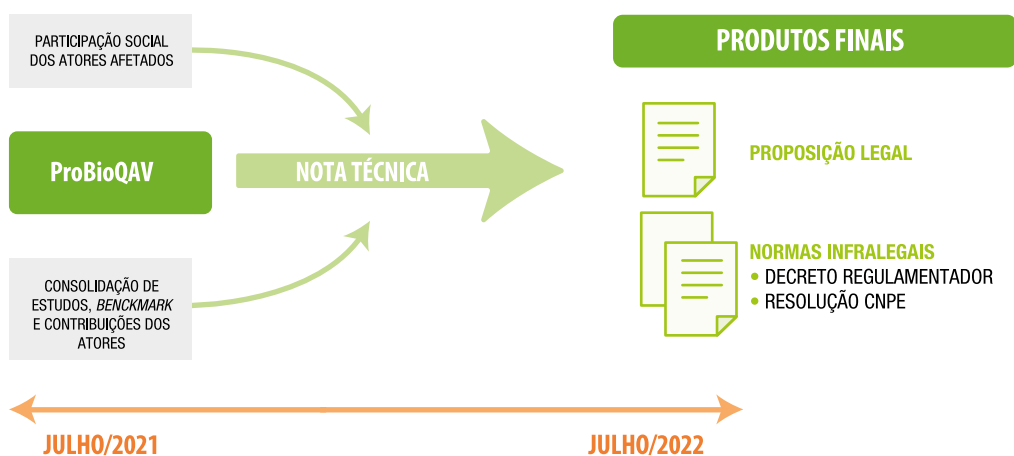 PARTICIPAÇÃO SOCIAL
DOS ATORES AFETADOS
ProBioQAV
NOTA TÉCNICA
CONSOLIDAÇÃO DE
ESTUDOS, BENCKMARK
E CONTRIBUIÇÕES DOS
ATORES
PRODUTOS FINAIS
PROPOSIÇÃO LEGAL
NORMAS INFRALEGAIS
• DECRETO REGULAMENTADOR
• RESOLUÇÃO CNPE
JULHO/2021
JULHO/2022